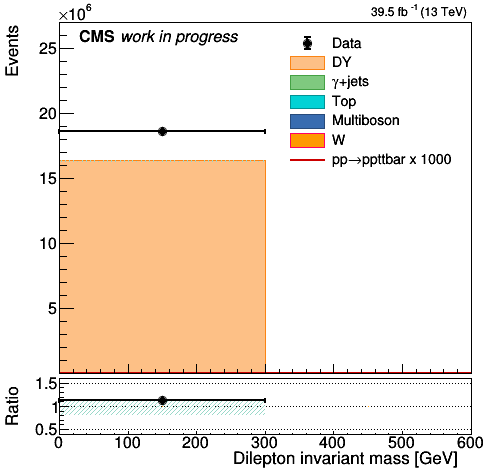 ×10⁶
39.5 fb⁻¹ (13 TeV)
CMS work in progress
Events
25
20
15
10
5
Data
DY
γ+jets
Top
Multiboson
W
pp→ppttbar x 1000
Ratio
1.5
1
0.5
0 100 200 300 400 500 600
Dilepton invariant mass [GeV]